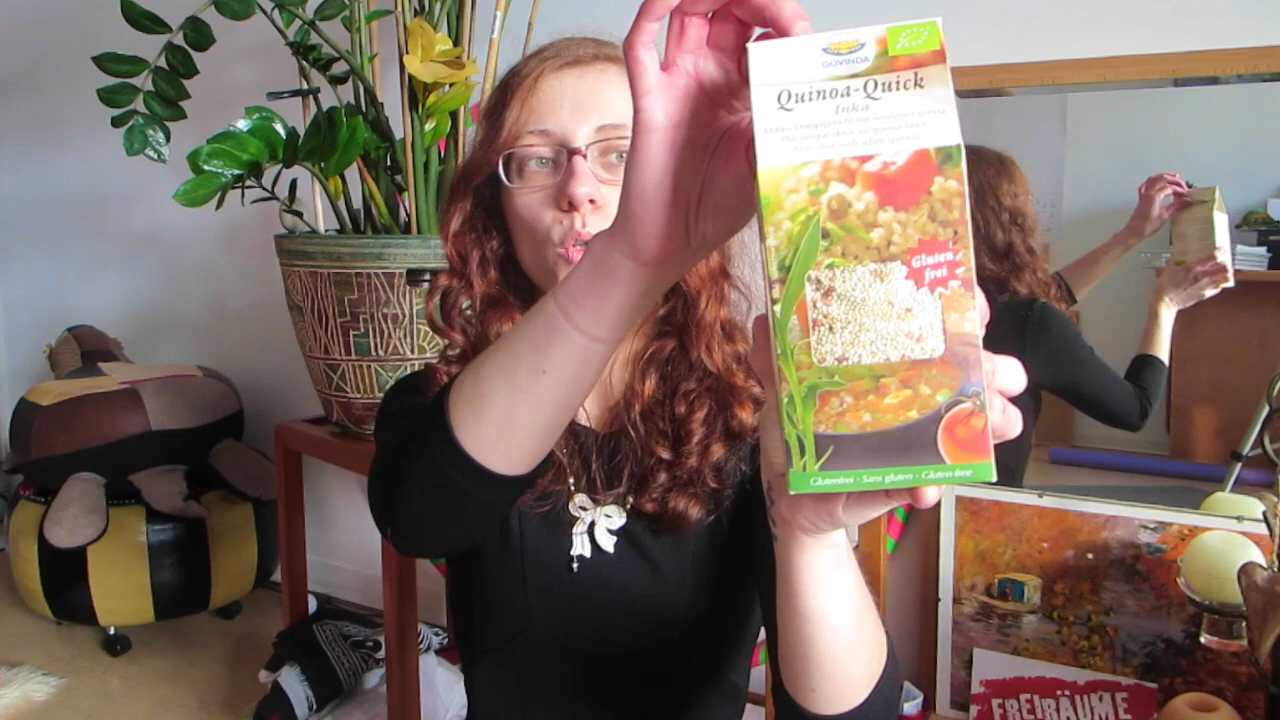 GOVINDA
Quinoa-Quick
Inka
Gluten
frei
Glutenfrei · Sans gluten · Gluten-free
FREIRÄUME